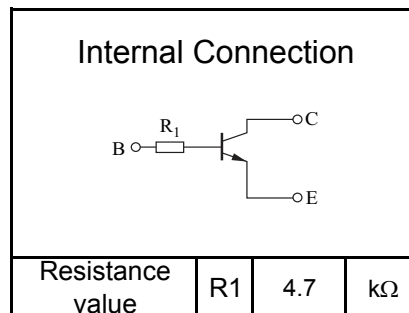 Internal Connection
R1
C
B
E
Resistance
value
R1
4.7
kΩ